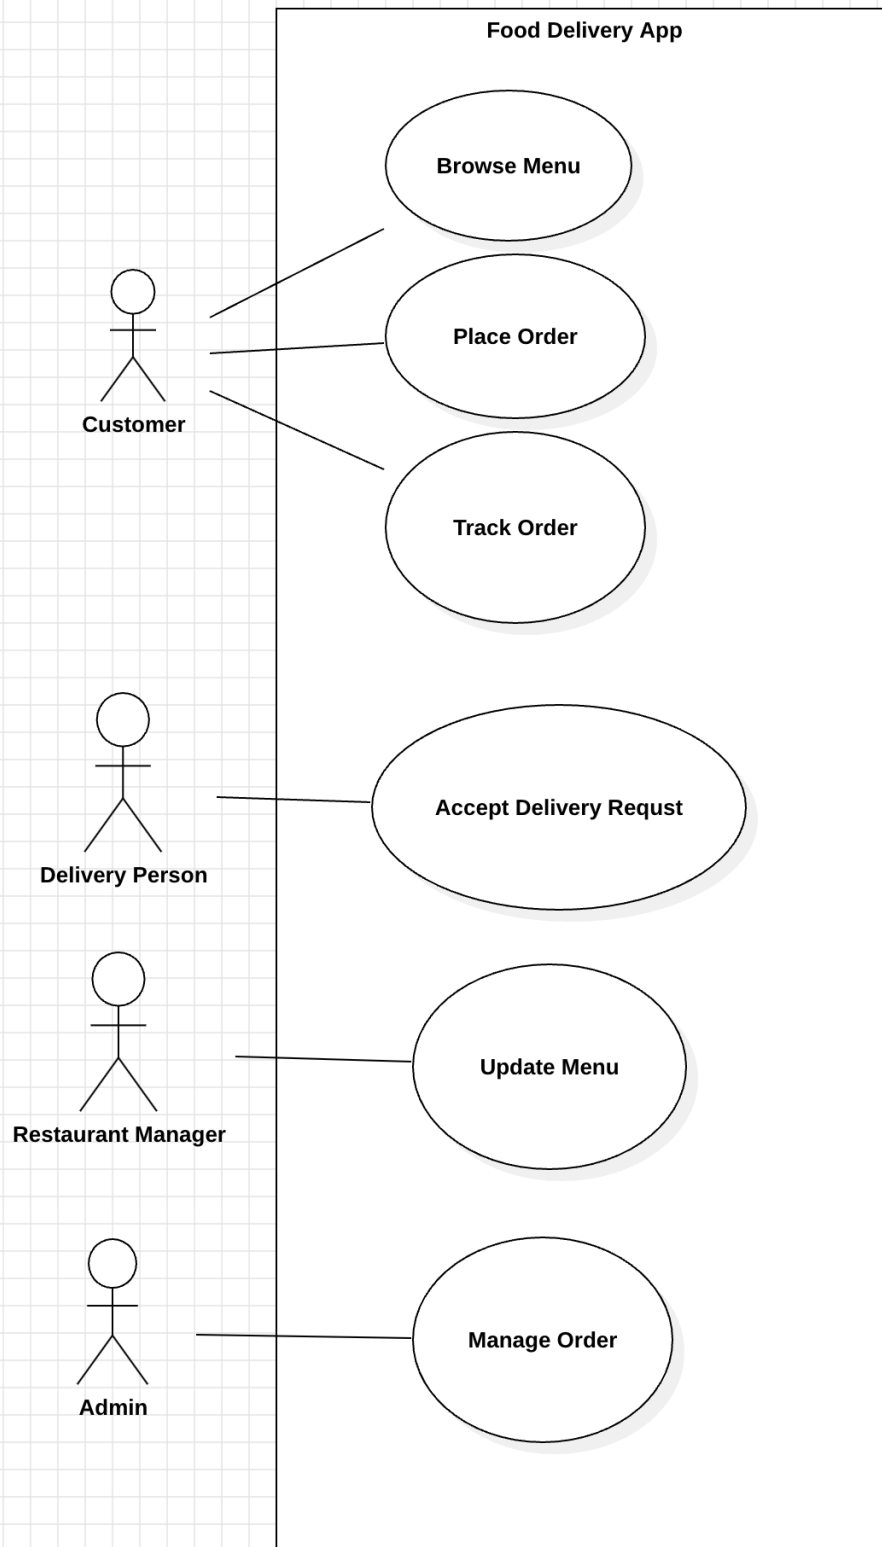 Food Delivery App
Browse Menu
Place Order
Customer
Track Order
Accept Delivery Requst
Delivery Person
Update Menu
Restaurant Manager
Manage Order
Admin